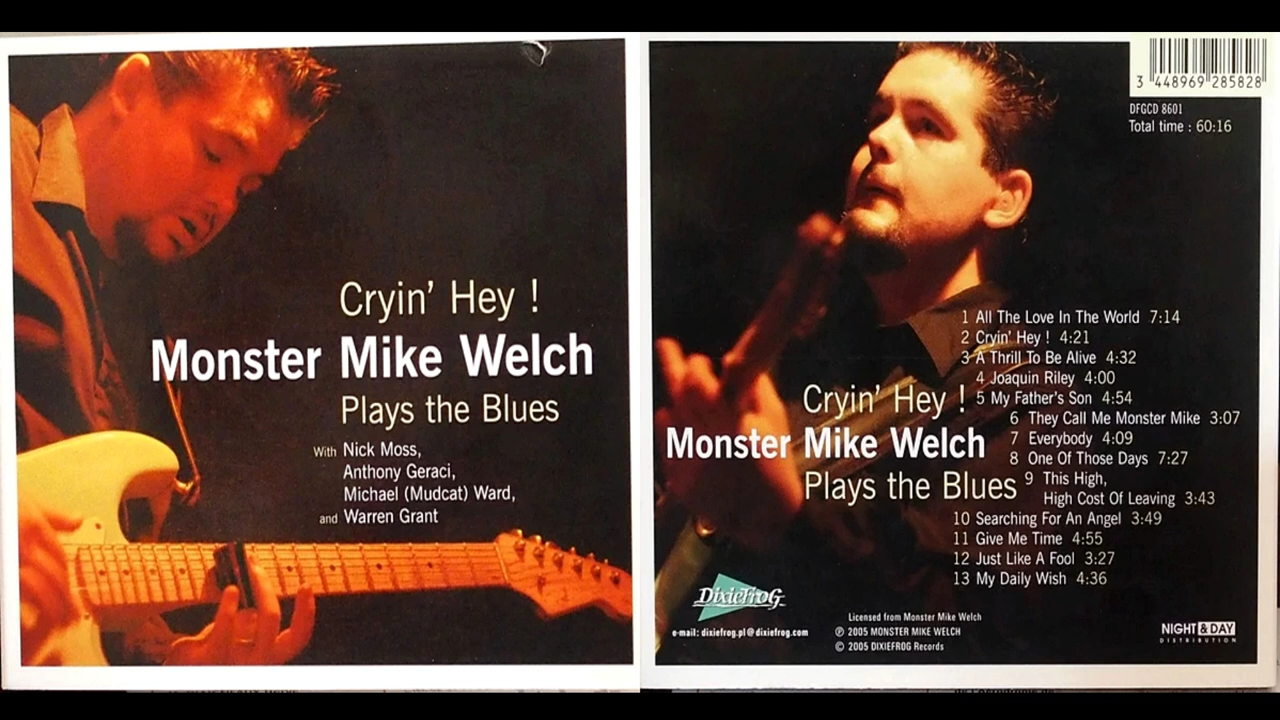 Cryin' Hey !
Monster Mike Welch
Plays the Blues
With Nick Moss,
Anthony Geraci,
Michael (Mudcat) Ward,
and Warren Grant
3 448969 285828
DFGCD 8601
Total time : 60:16
1 All The Love In The World 7:14
2 Cryin' Hey ! 4:21
3 A Thrill To Be Alive 4:32
4 Joaquin Riley 4:00
5 My Father's Son 4:54
6 They Call Me Monster Mike 3:07
7 Everybody 4:09
8 One Of Those Days 7:27
9 This High,
High Cost Of Leaving 3:43
10 Searching For An Angel 3:49
11 Give Me Time 4:55
12 Just Like A Fool 3:27
13 My Daily Wish 4:36
Cryin' Hey !
Monster Mike Welch
Plays the Blues
DixieFrog
e-mail: dixiefrog.pl@dixiefrog.com
Licensed from Monster Mike Welch
℗ 2005 MONSTER MIKE WELCH
© 2005 DIXIEFROG Records
NIGHT & DAY
DISTRIBUTION